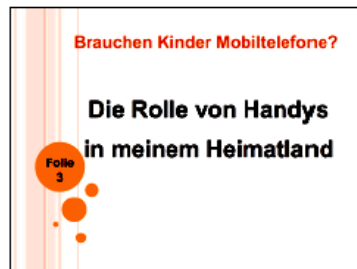 Brauchen Kinder Mobiltelefone?
Die Rolle von Handys
in meinem Heimatland
Folie
3